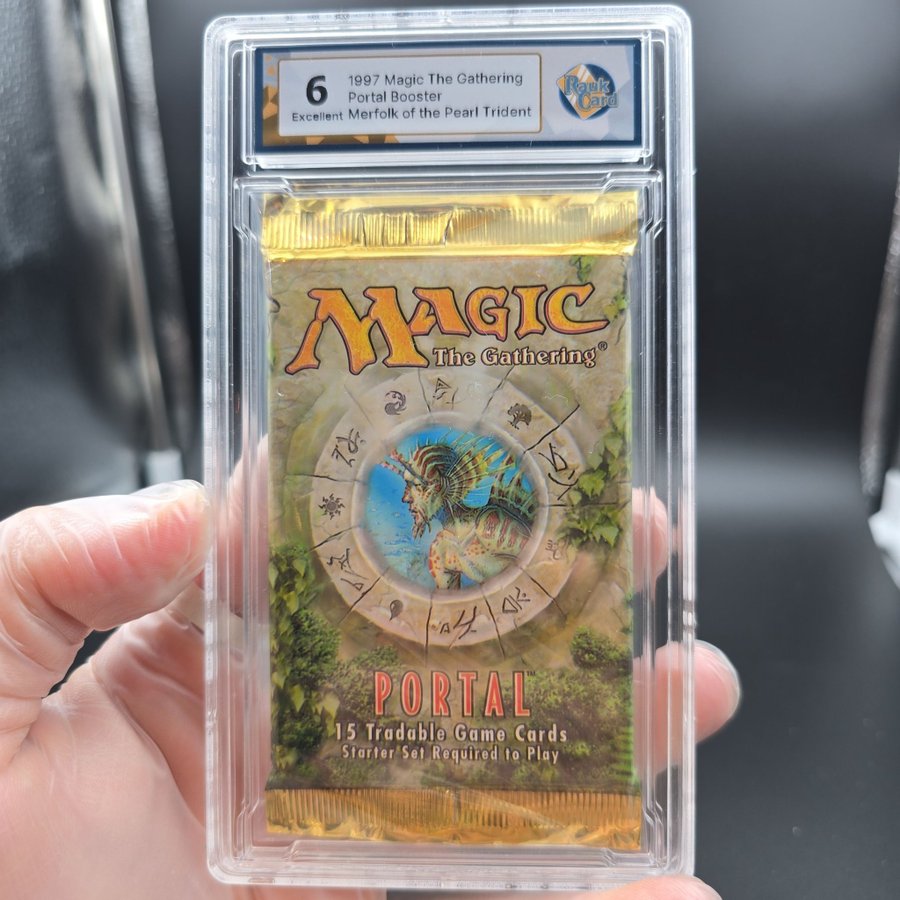 6
Excellent
1997 Magic The Gathering
Portal Booster
Merfolk of the Pearl Trident
Rank
Card
MAGIC
The Gathering®
PORTAL™
15 Tradable Game Cards
Starter Set Required to Play